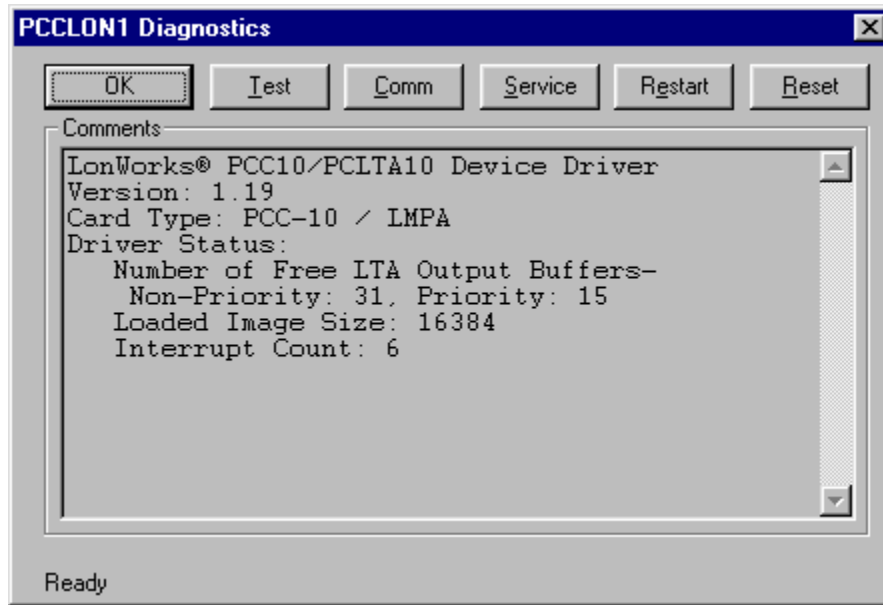 PCCLON1 Diagnostics
OK Test Comm Service Restart Reset
Comments
LonWorks® PCC10/PCLTA10 Device Driver
Version: 1.19
Card Type: PCC-10 / LMPA
Driver Status:
Number of Free LTA Output Buffers-
Non-Priority: 31, Priority: 15
Loaded Image Size: 16384
Interrupt Count: 6
Ready